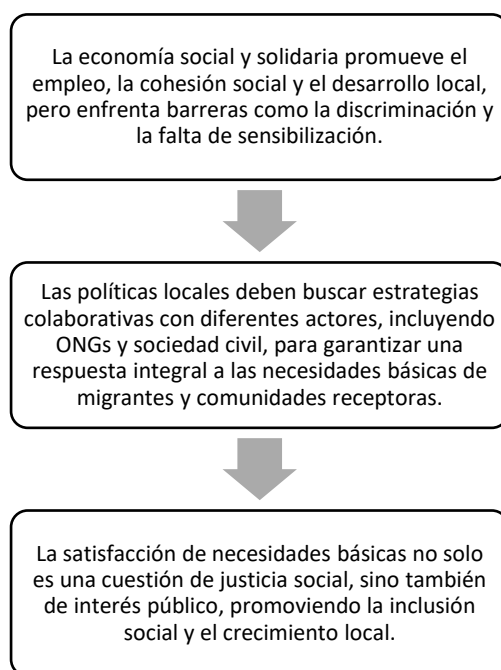 La economía social y solidaria promueve el
empleo, la cohesión social y el desarrollo local,
pero enfrenta barreras como la discriminación y
la falta de sensibilización.
Las políticas locales deben buscar estrategias
colaborativas con diferentes actores, incluyendo
ONGs y sociedad civil, para garantizar una
respuesta integral a las necesidades básicas de
migrantes y comunidades receptoras.
La satisfacción de necesidades básicas no solo
es una cuestión de justicia social, sino también
de interés público, promoviendo la inclusión
social y el crecimiento local.